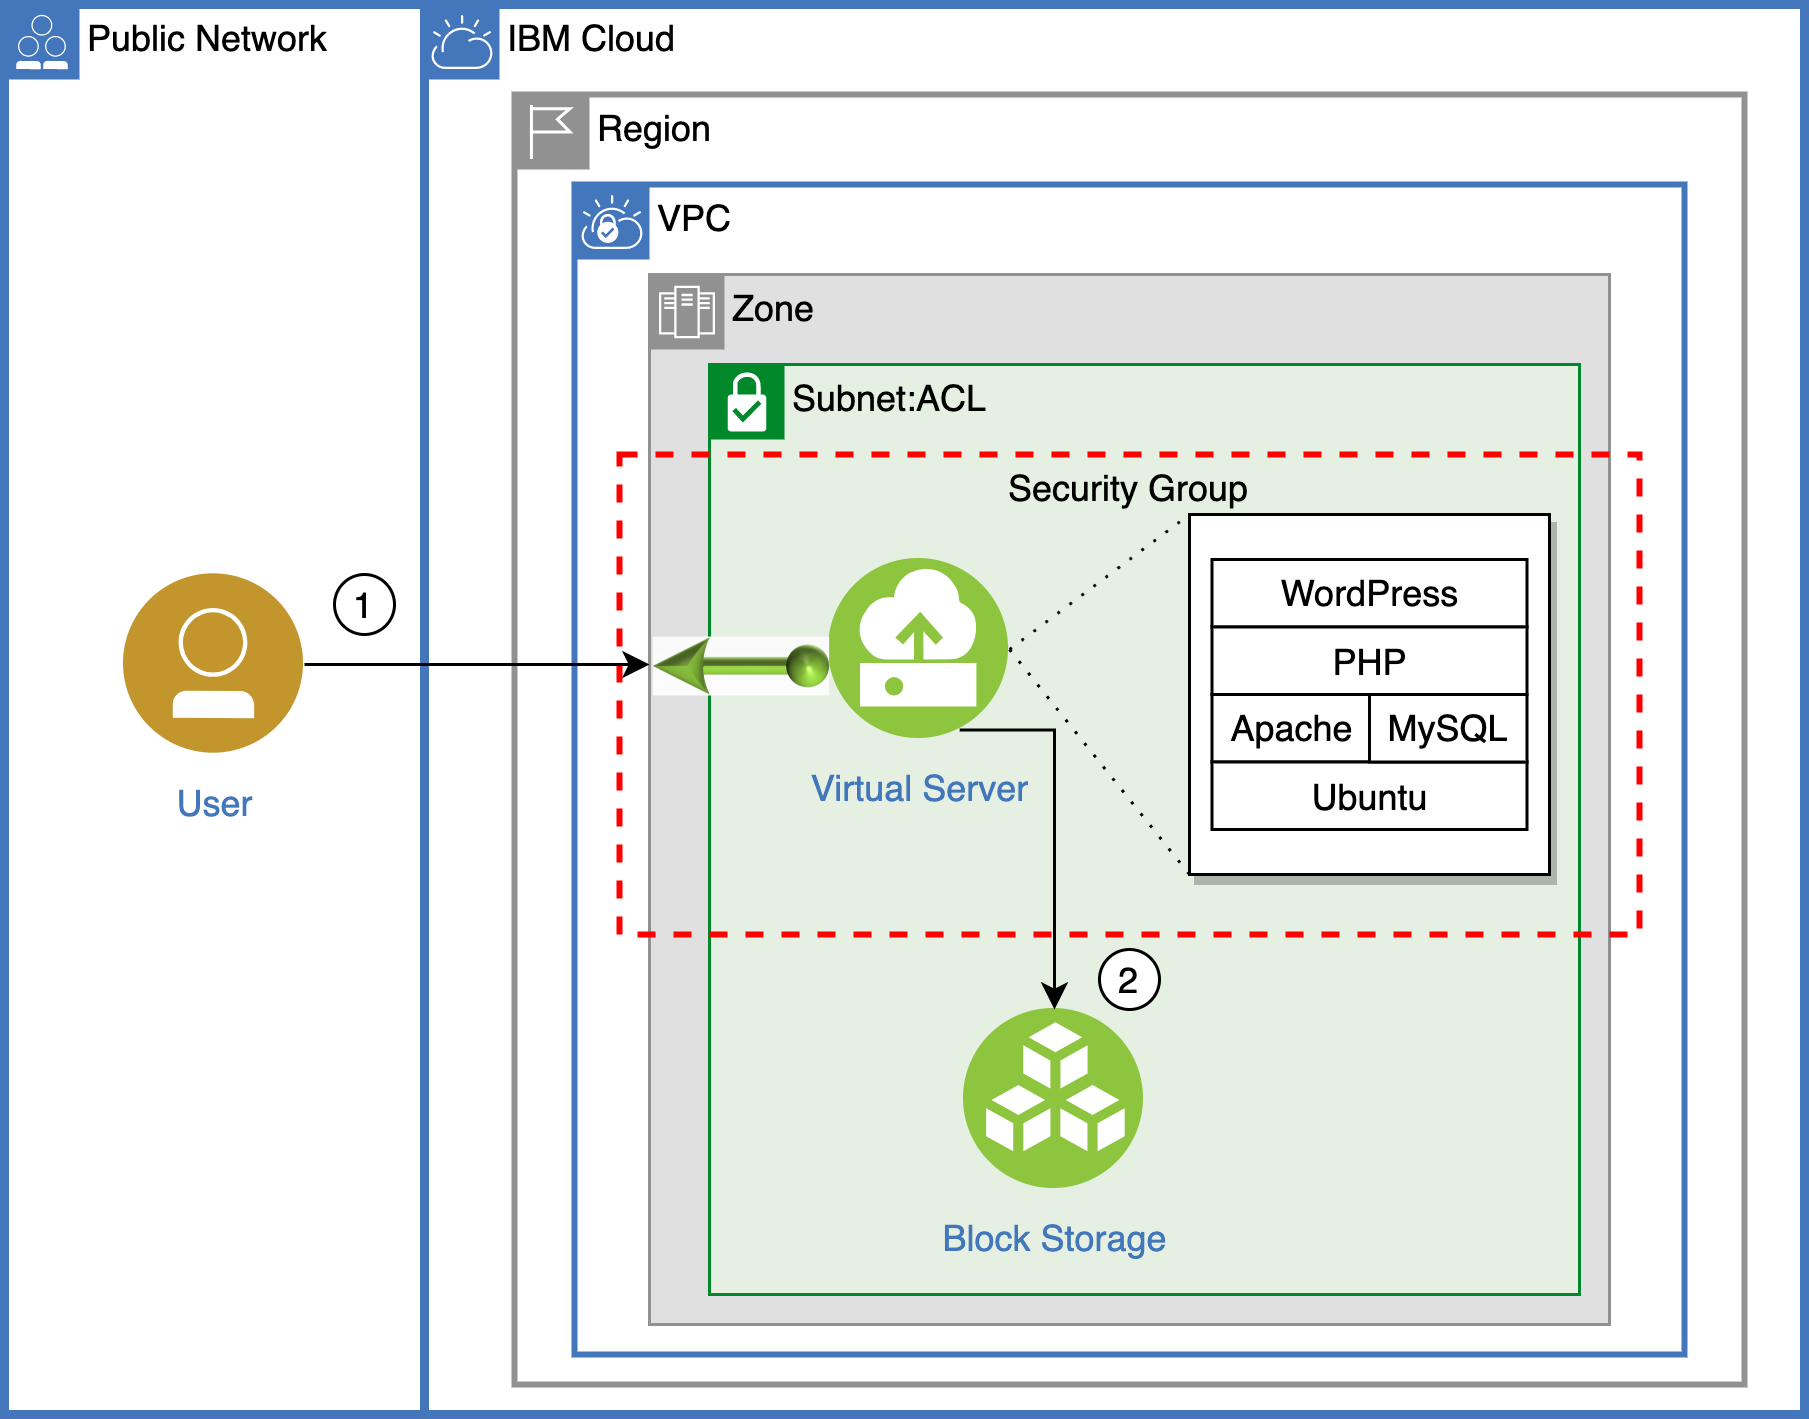 Public Network
IBM Cloud
Region
VPC
Zone
Subnet:ACL
Security Group
1
WordPress
PHP
Apache
MySQL
Ubuntu
Virtual Server
User
2
Block Storage